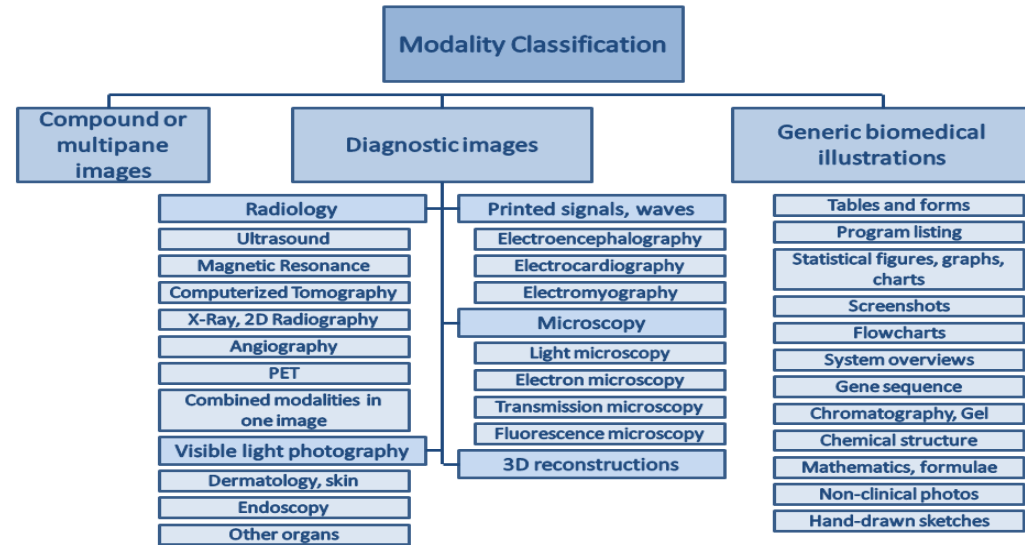 Modality Classification
Compound or
multipane
images
Diagnostic images
Generic biomedical
illustrations
Radiology
Ultrasound
Magnetic Resonance
Computerized Tomography
X-Ray, 2D Radiography
Angiography
PET
Combined modalities in
one image
Visible light photography
Dermatology, skin
Endoscopy
Other organs
Printed signals, waves
Electroencephalography
Electrocardiography
Electromyography
Microscopy
Light microscopy
Electron microscopy
Transmission microscopy
Fluorescence microscopy
3D reconstructions
Tables and forms
Program listing
Statistical figures, graphs,
charts
Screenshots
Flowcharts
System overviews
Gene sequence
Chromatography, Gel
Chemical structure
Mathematics, formulae
Non-clinical photos
Hand-drawn sketches